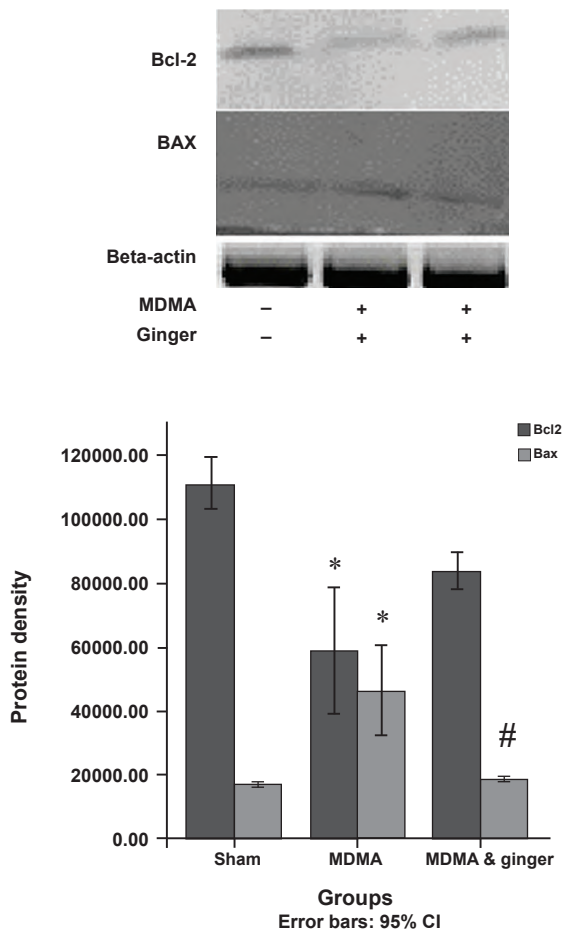 Bcl-2
BAX
Beta-actin
MDMA – + +
Ginger – + +
Bcl2
Bax
120000.00
100000.00
80000.00
60000.00
40000.00
20000.00
0.00
Protein density
* *
#
Sham MDMA MDMA & ginger
Groups
Error bars: 95% CI